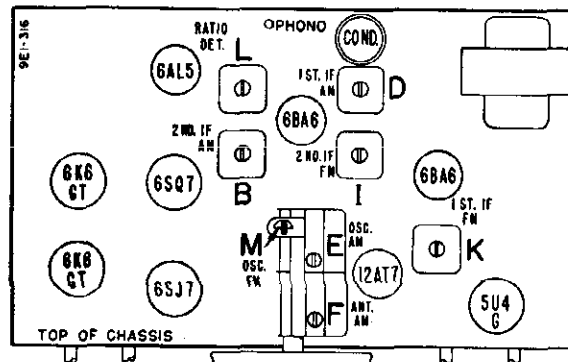 9E1-316
RATIO
DET.
L
PHONO
COND.
6AL5
1ST. IF
AM
D
6BA6
2ND. IF
AM
B
2ND. IF
FM
I
6K6
GT
6SQ7
6BA6
1ST. IF
FM
K
M
OSC.
FM
E
OSC.
AM
12AT7
6K6
GT
6SJ7
F
ANT.
AM
5U4
G
TOP OF CHASSIS